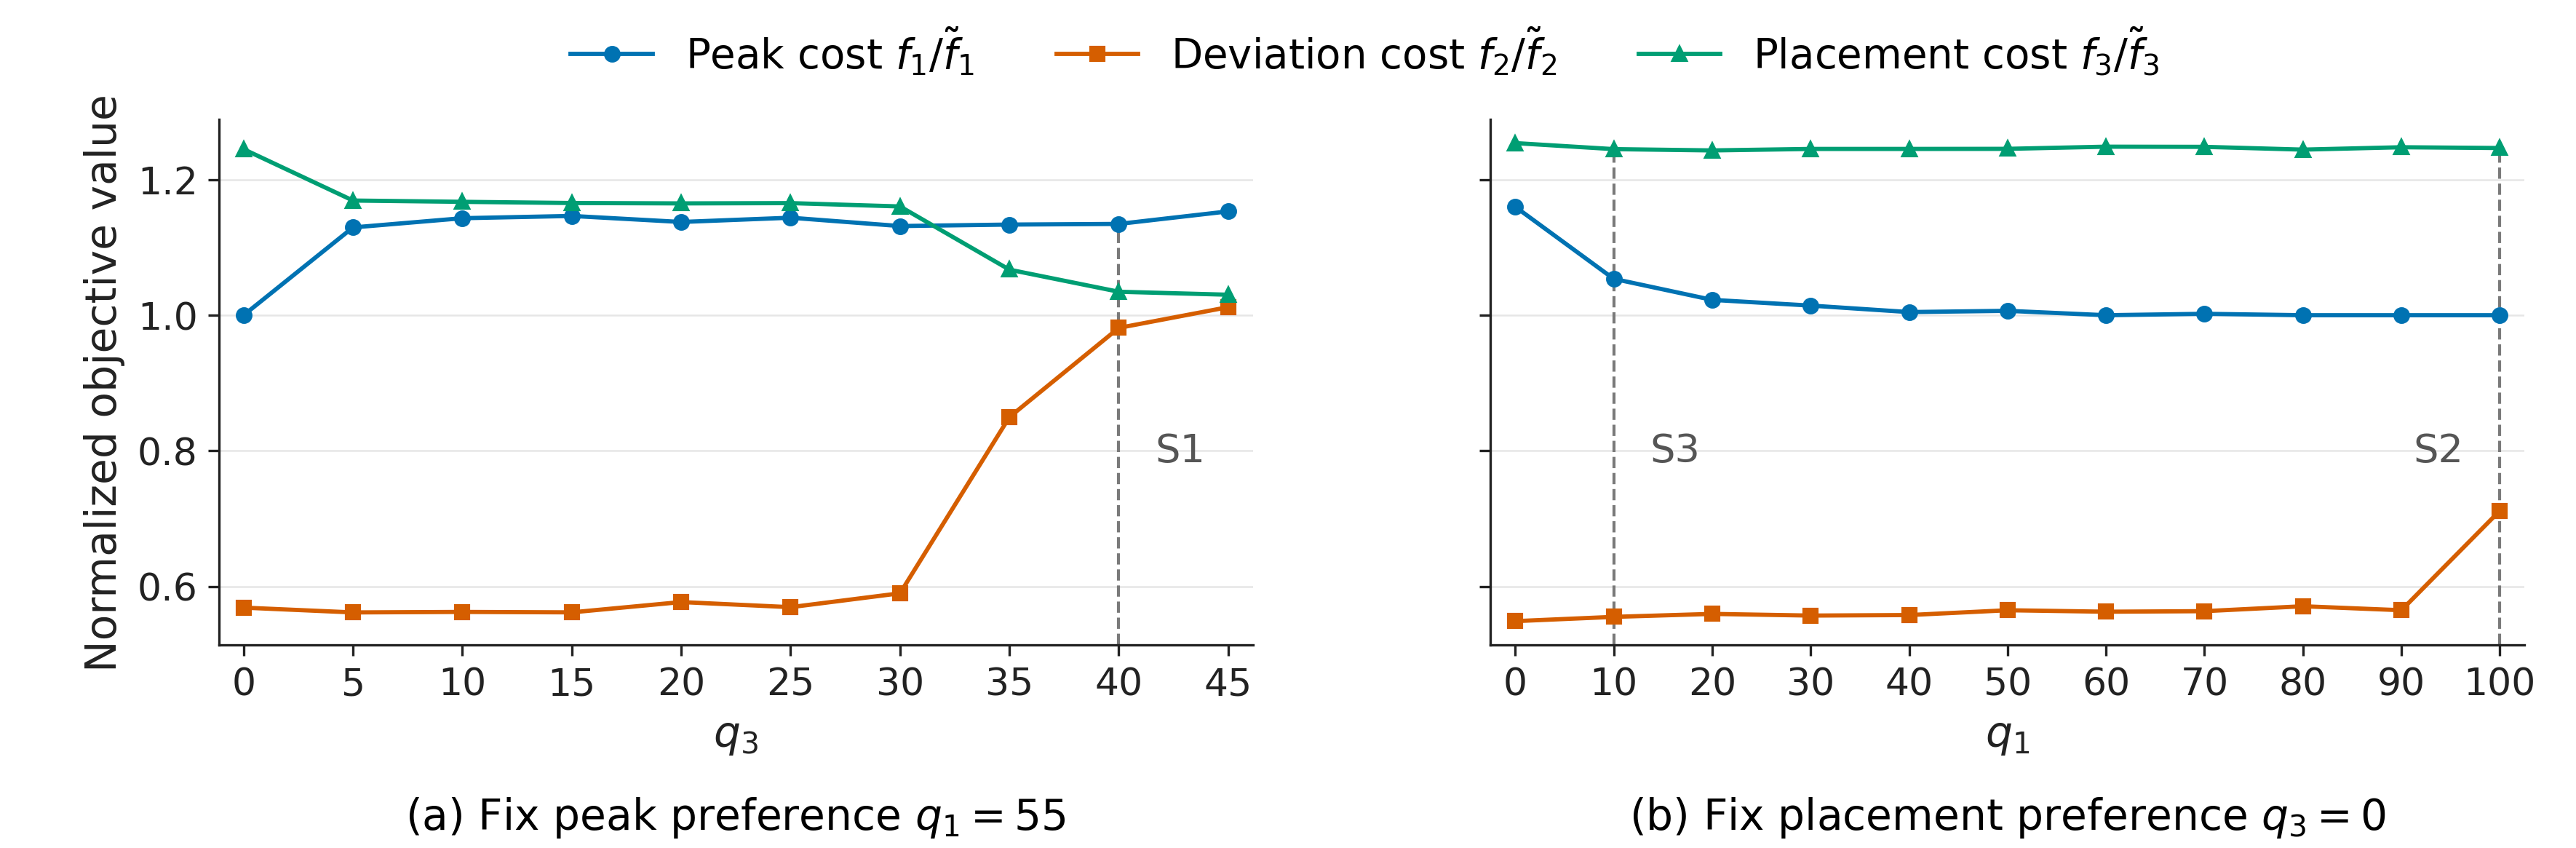 Peak cost f₁/f̃₁ Deviation cost f₂/f̃₂ Placement cost f₃/f̃₃
Normalized objective value
1.2
1.0
0.8
0.6
S1
0 5 10 15 20 25 30 35 40 45
q₃
(a) Fix peak preference q₁ = 55
S3 S2
0 10 20 30 40 50 60 70 80 90 100
q₁
(b) Fix placement preference q₃ = 0